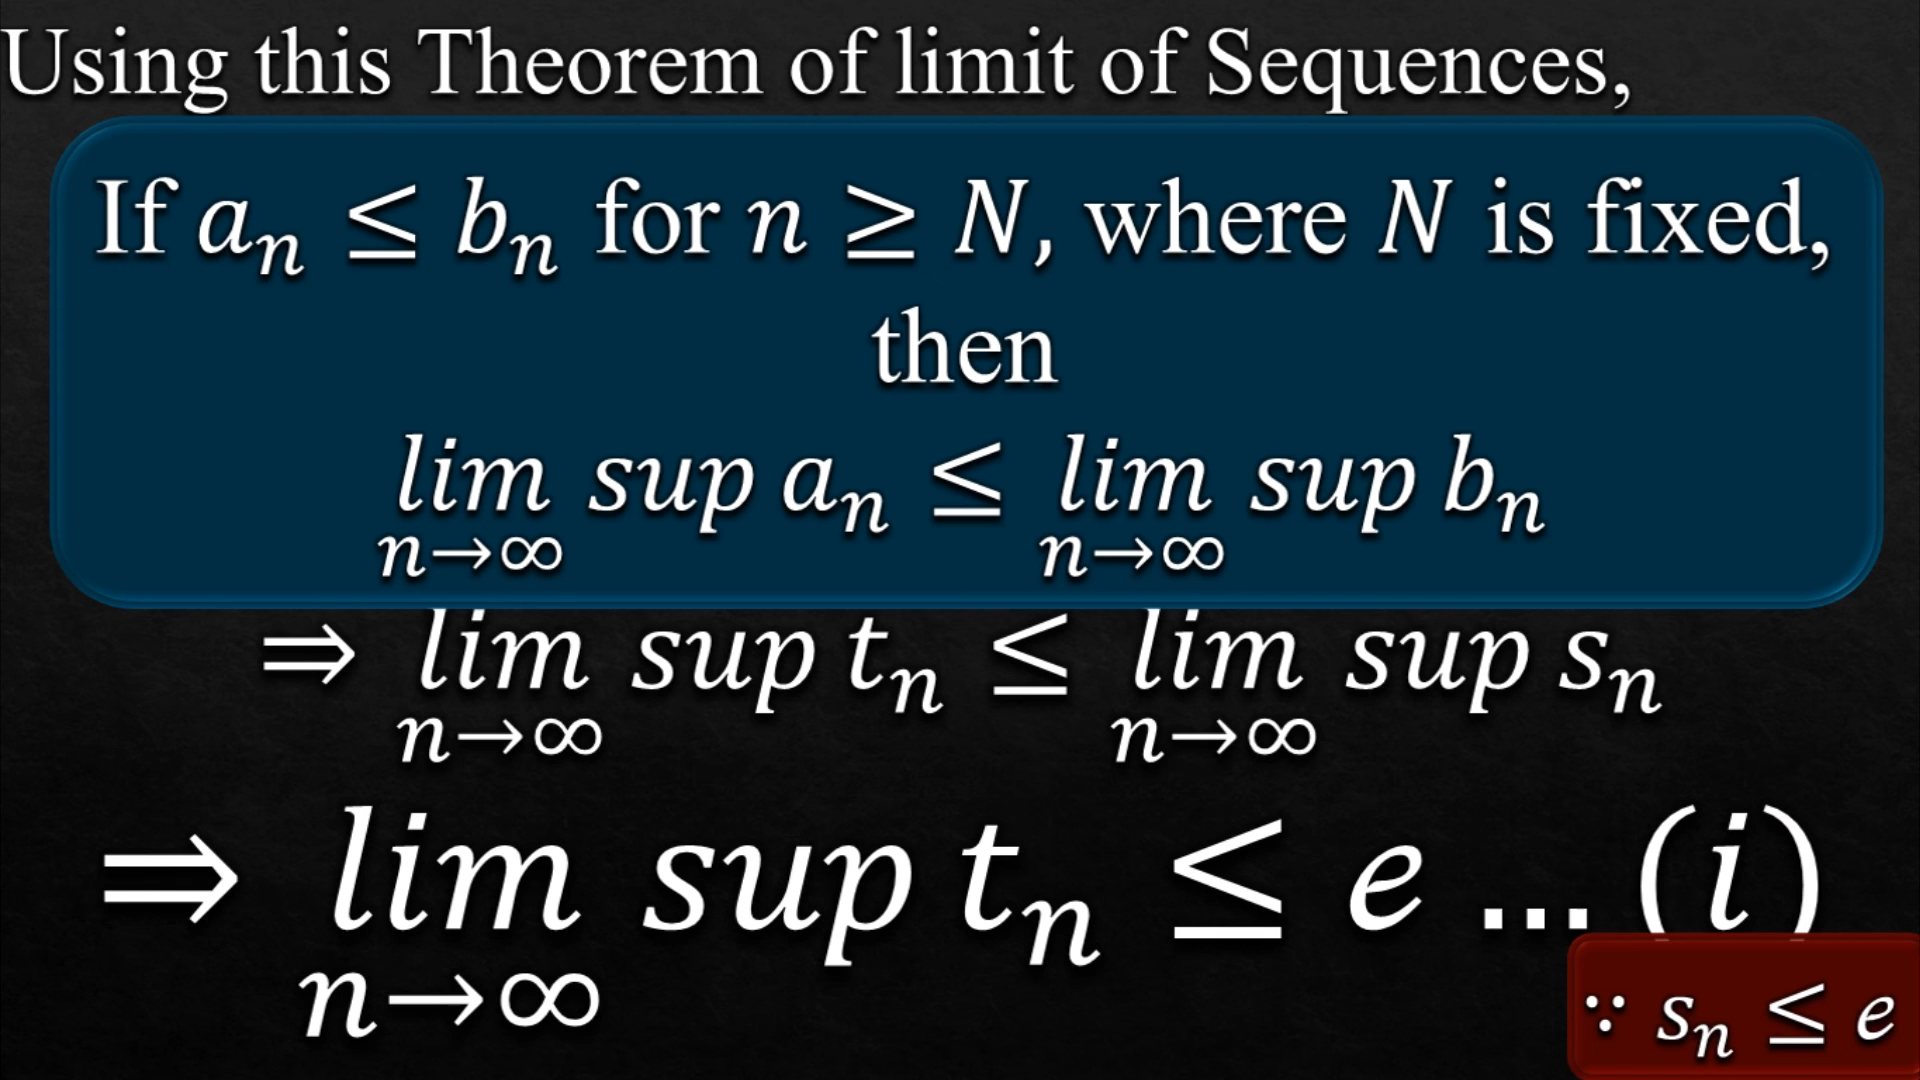 Using this Theorem of limit of Sequences,
If aₙ ≤ bₙ for n ≥ N, where N is fixed,
then
lim sup aₙ ≤ lim sup bₙ
n→∞ n→∞
⇒ lim sup tₙ ≤ lim sup sₙ
n→∞ n→∞
⇒ lim sup tₙ ≤ e ... (i)
n→∞
∵ sₙ ≤ e